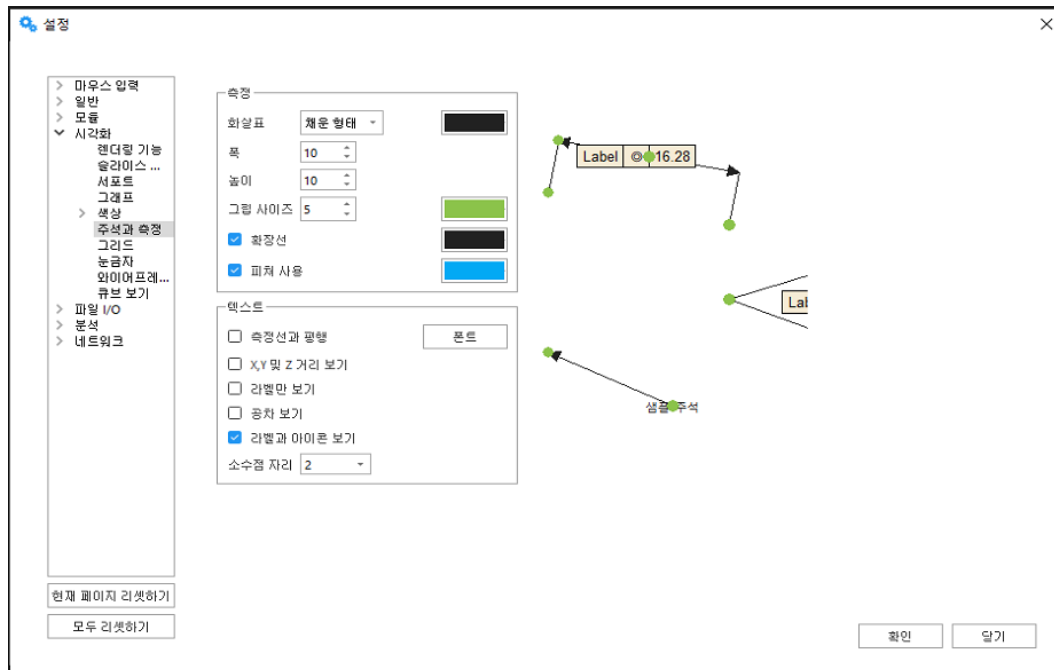 설정
마우스 입력
일반
모듈
시각화
렌더링 기능
슬라이스 ...
서포트
그래프
색상
주석과 측정
그리드
눈금자
와이어프레...
큐브 보기
파일 I/O
분석
네트워크
현재 페이지 리셋하기
모두 리셋하기
측정
화살표 채운 형태
폭 10
높이 10
그립 사이즈 5
확장선
피쳐 사용
텍스트
측정선과 평행 폰트
X,Y 및 Z 거리 보기
라벨만 보기
공차 보기
라벨과 아이콘 보기
소수점 자리 2
Label ◎ 16.28
Lab
샘플 주석
확인 닫기